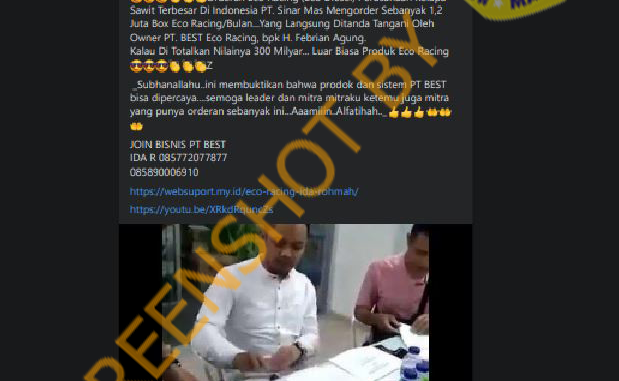 Sawit Terbesar Di Indonesia PT. Sinar Mas Mengorder Sebanyak 1,2
Juta Box Eco Racing/Bulan...Yang Langsung Ditanda Tangani Oleh
Owner PT. BEST Eco Racing, bpk H. Febrian Agung.
Kalau Di Totalkan Nilainya 300 Milyar... Luar Biasa Produk Eco Racing
😎😎😎👏👏👏Z
_Subhanallahu..ini membuktikan bahwa prodok dan sistem PT BEST
bisa dipercaya...semoga leader dan mitra mitraku ketemu juga mitra
yang punya orderan sebanyak ini..Aaamiiin..Alfatihah.._👍👍👍🤲🤲
🤲
JOIN BISNIS PT BEST
IDA R 085772077877
085890006910
https://websuport.my.id/eco-racing-ida-rohmah/
https://youtu.be/
REENSHOT BY